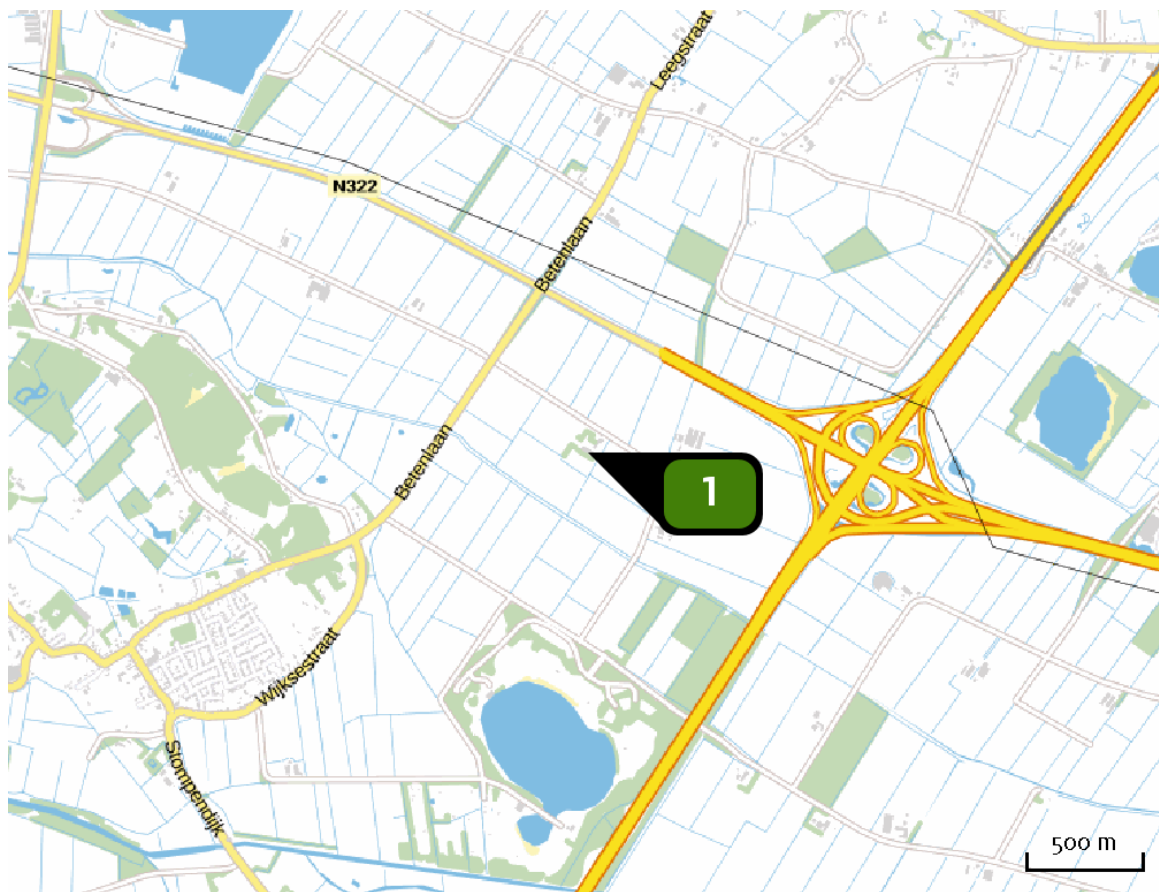 Leegstraat
N322
Betenlaan
Betenlaan
1
Wijksestraat
Stompendijk
500 m